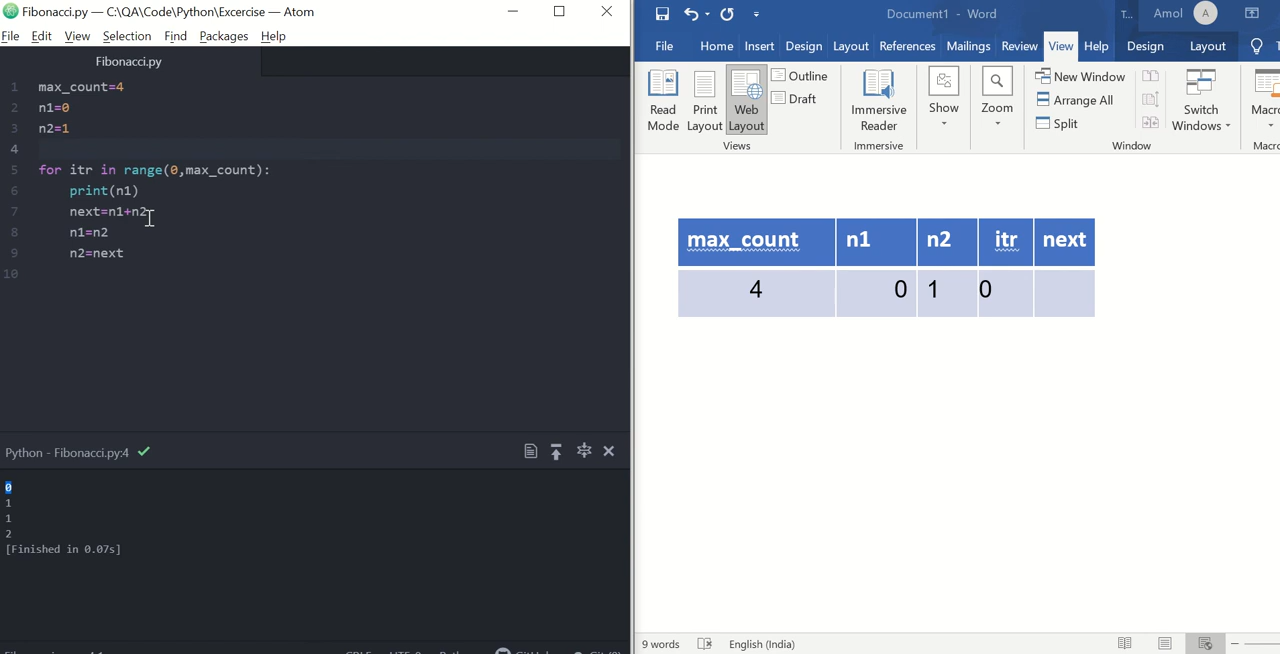 Fibonacci.py — C:\QA\Code\Python\Excercise — Atom
File Edit View Selection Find Packages Help
Fibonacci.py
1 max_count=4
2 n1=0
3 n2=1
4
5 for itr in range(0,max_count):
6 print(n1)
7 next=n1+n2
8 n1=n2
9 n2=next
10
Python - Fibonacci.py:4
0
1
1
2
[Finished in 0.07s]
Document1 - Word
T... Amol A
File Home Insert Design Layout References Mailings Review View Help Design Layout
Read Mode
Print Layout
Web Layout
Outline
Draft
Views
Immersive Reader
Immersive
Show
Zoom
New Window
Arrange All
Split
Switch Windows
Window
max_count n1 n2 itr next
4 0 1 0
9 words English (India)